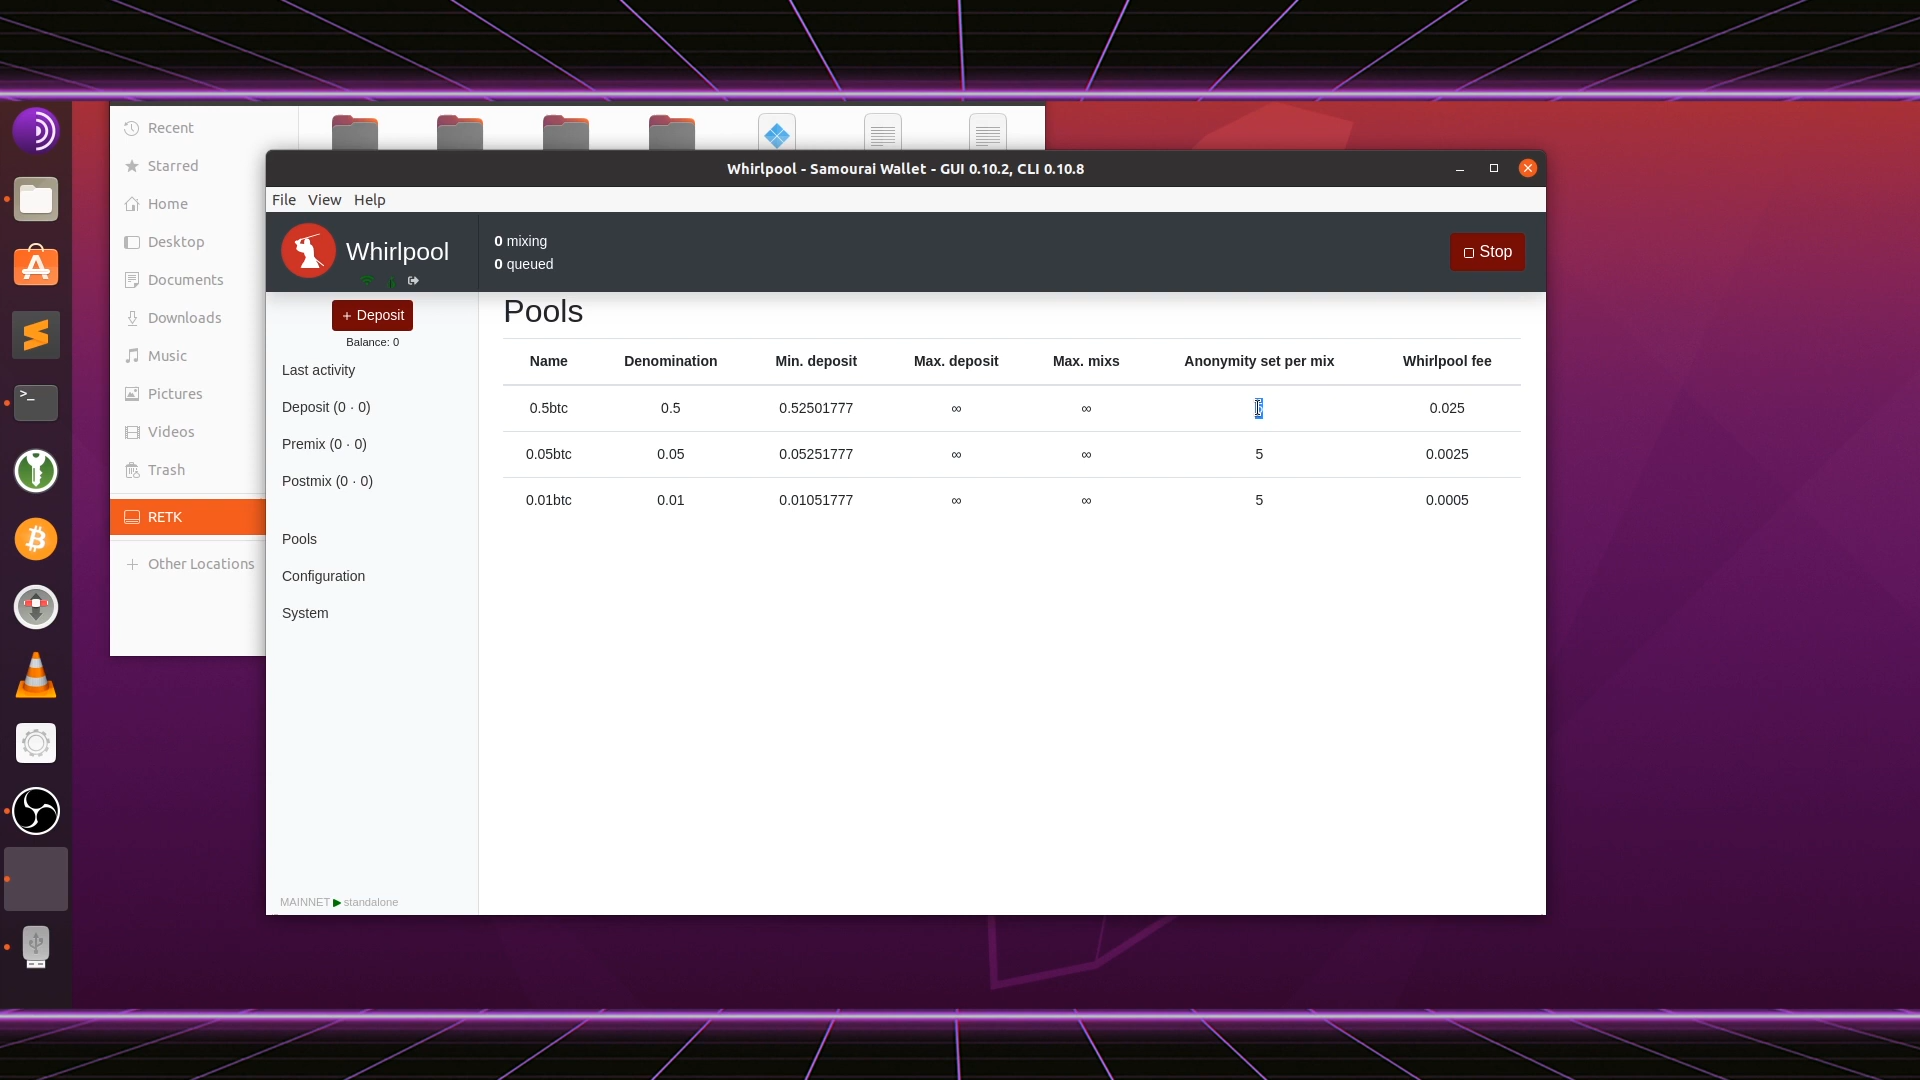 Recent
Starred
Home
Desktop
Documents
Downloads
Music
Pictures
Videos
Trash
RETK
Other Locations
Whirlpool - Samourai Wallet - GUI 0.10.2, CLI 0.10.8
File View Help
Whirlpool
0 mixing
0 queued
Stop
+ Deposit
Balance: 0
Last activity
Deposit (0 · 0)
Premix (0 · 0)
Postmix (0 · 0)
Pools
Configuration
System
MAINNET standalone
Pools
Name Denomination Min. deposit Max. deposit Max. mixs Anonymity set per mix Whirlpool fee
0.5btc 0.5 0.52501777 ∞ ∞ 0.025
0.05btc 0.05 0.05251777 ∞ ∞ 5 0.0025
0.01btc 0.01 0.01051777 ∞ ∞ 5 0.0005